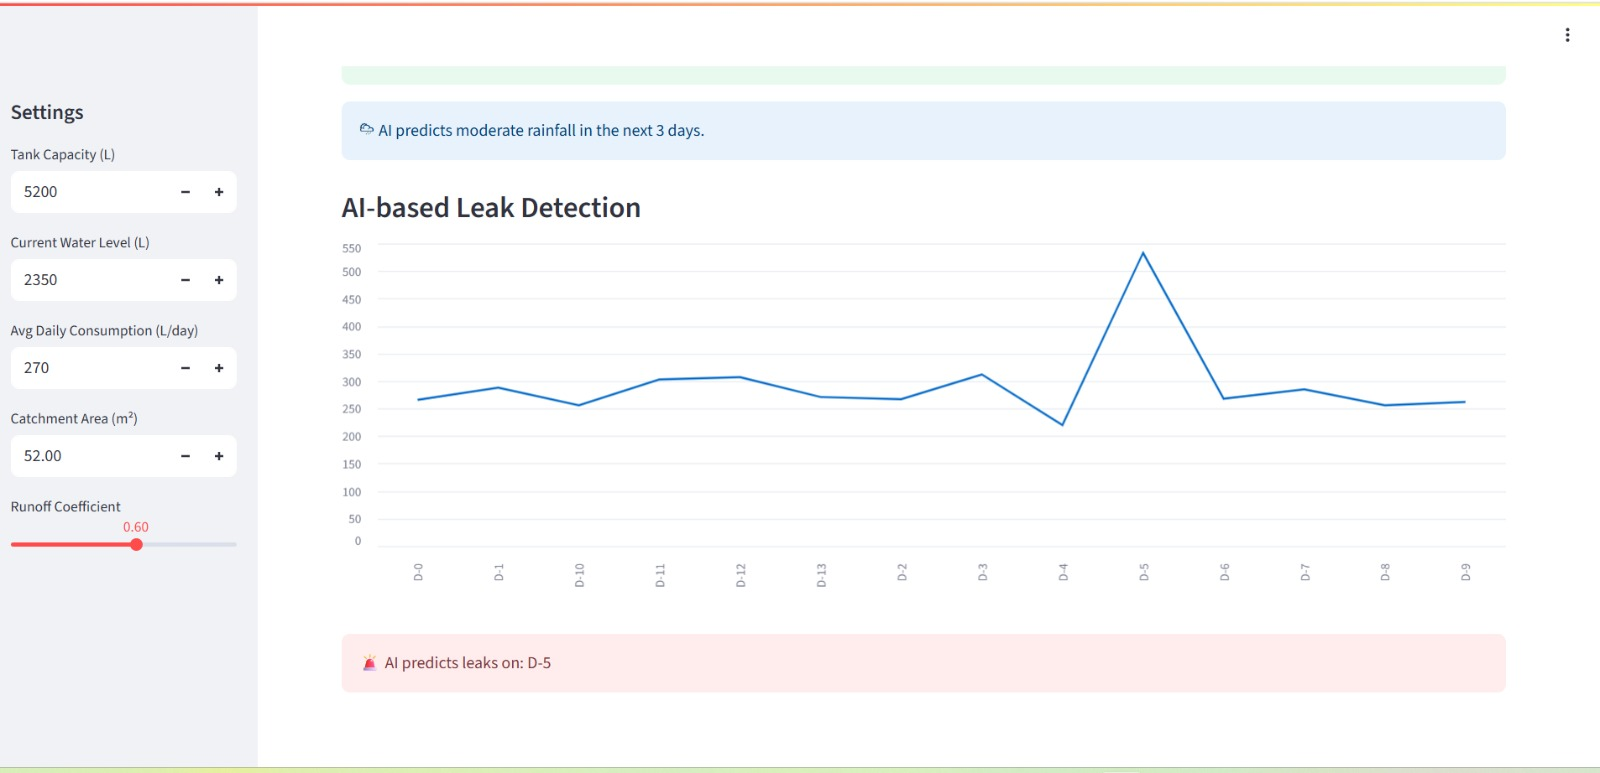 Settings
Tank Capacity (L)
5200
Current Water Level (L)
2350
Avg Daily Consumption (L/day)
270
Catchment Area (m²)
52.00
Runoff Coefficient
0.60
AI predicts moderate rainfall in the next 3 days.
AI-based Leak Detection
550
500
450
400
350
300
250
200
150
100
50
0
D-0
D-1
D-10
D-11
D-12
D-13
D-2
D-3
D-4
D-5
D-6
D-7
D-8
D-9
AI predicts leaks on: D-5